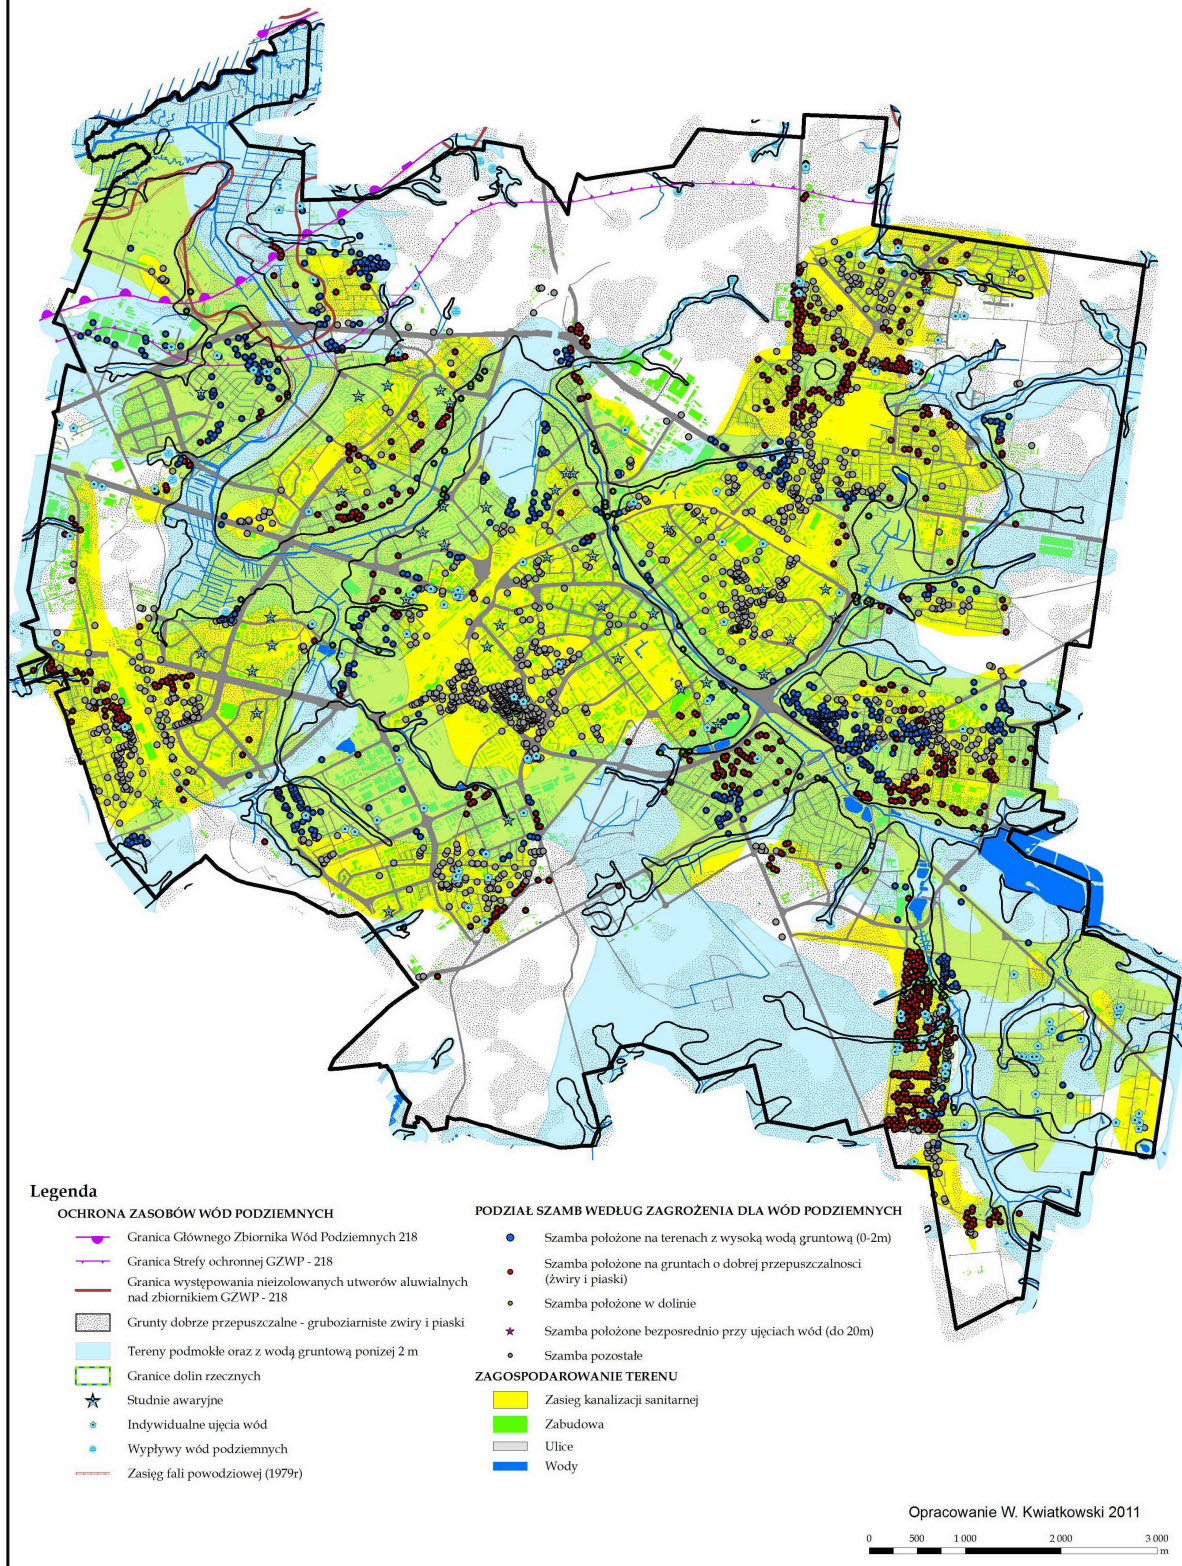 Legenda
OCHRONA ZASOBÓW WÓD PODZIEMNYCH
Granica Głównego Zbiornika Wód Podziemnych 218
Granica Strefy ochronnej GZWP - 218
Granica występowania nieizolowanych utworów aluwialnych
nad zbiornikiem GZWP - 218
Grunty dobrze przepuszczalne - gruboziarniste zwiry i piaski
Tereny podmokłe oraz z wodą gruntową ponizej 2 m
Granice dolin rzecznych
Studnie awaryjne
Indywidualne ujęcia wód
Wypływy wód podziemnych
Zasięg fali powodziowej (1979r)
PODZIAŁ SZAMB WEDŁUG ZAGROŻENIA DLA WÓD PODZIEMNYCH
Szamba położone na terenach z wysoką wodą gruntową (0-2m)
Szamba położone na gruntach o dobrej przepuszczalnosci
(żwiry i piaski)
Szamba położone w dolinie
Szamba położone bezposrednio przy ujęciach wód (do 20m)
Szamba pozostałe
ZAGOSPODAROWANIE TERENU
Zasieg kanalizacji sanitarnej
Zabudowa
Ulice
Wody
Opracowanie W. Kwiatkowski 2011
0 500 1 000 2 000 3 000
m